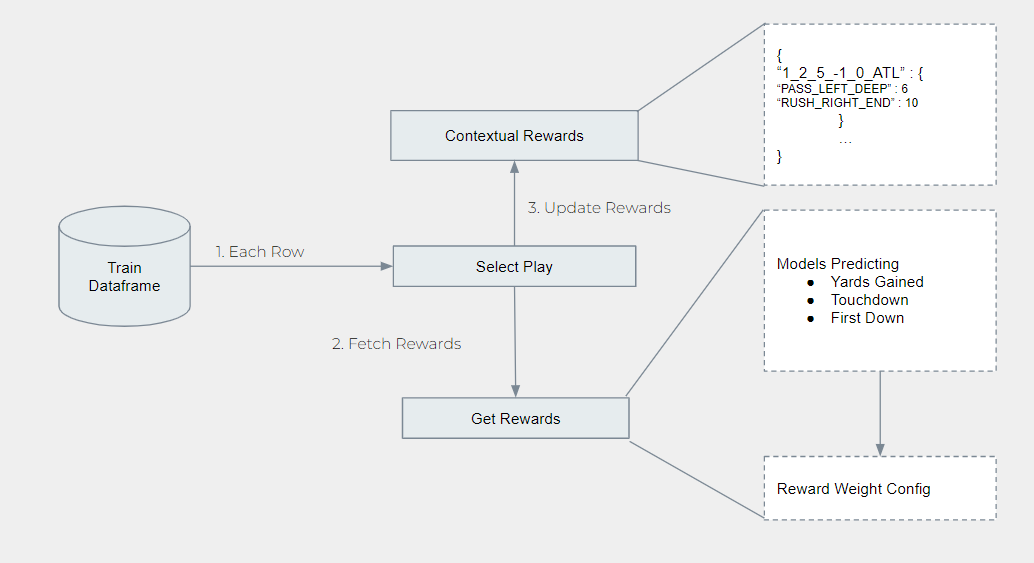 {
“1_2_5_-1_0_ATL” : {
“PASS_LEFT_DEEP” : 6
“RUSH_RIGHT_END” : 10
}
...
}
Contextual Rewards
3. Update Rewards
1. Each Row
Train
Dataframe
Select Play
Models Predicting
● Yards Gained
● Touchdown
● First Down
2. Fetch Rewards
Get Rewards
Reward Weight Config